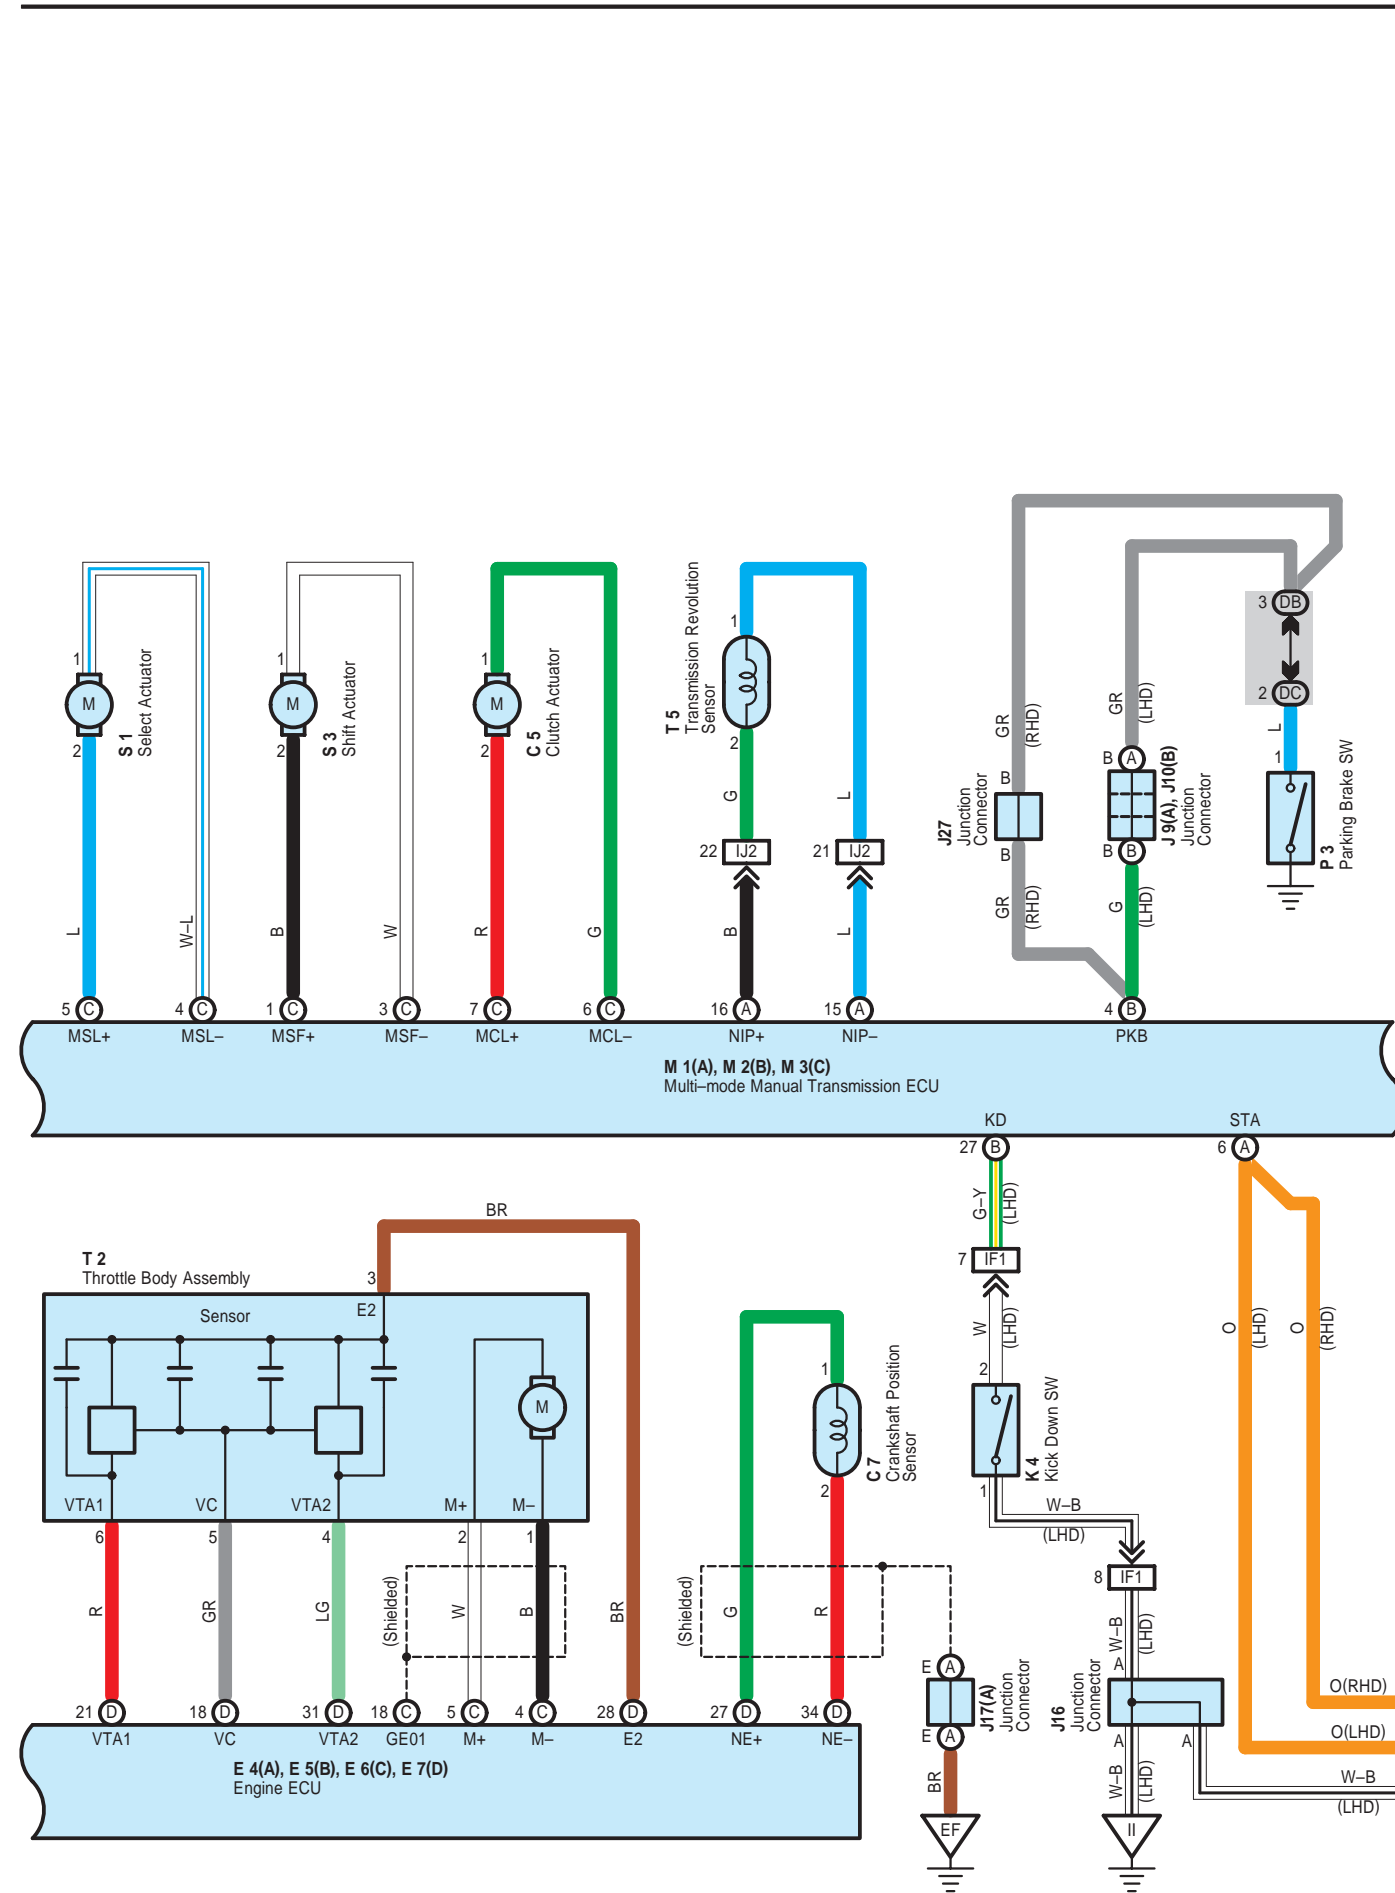 1
M
2
S 1
Select Actuator
L
W–L
1
M
2
S 3
Shift Actuator
B
W
1
M
2
C 5
Clutch Actuator
R
G
1
2
T 5
Transmission Revolution
Sensor
G
L
22 IJ2
21 IJ2
B
L
GR
(RHD)
B
J27
Junction
Connector
B
GR
(RHD)
GR
(LHD)
B A
J 9(A), J10(B)
Junction
Connector
B B
G
(LHD)
3 DB
2 DC
L
1
P 3
Parking Brake SW
5 C
4 C
1 C
3 C
7 C
6 C
16 A
15 A
4 B
MSL+
MSL–
MSF+
MSF–
MCL+
MCL–
NIP+
NIP–
PKB
M 1(A), M 2(B), M 3(C)
Multi–mode Manual Transmission ECU
KD
STA
27 B
6 A
G–Y
(LHD)
7 IF1
W
(LHD)
2
K 4
Kick Down SW
1
W–B
(LHD)
8 IF1
W–B
(LHD)
A
J16
Junction
Connector
A
A
W–B
(LHD)
II
O
(LHD)
O
(RHD)
O(RHD)
O(LHD)
W–B
(LHD)
BR
T 2
Throttle Body Assembly
3
Sensor
E2
M
VTA1
VC
VTA2
M+
M–
6
5
4
2
1
R
GR
LG
(Shielded)
W
B
BR
1
C 7
Crankshaft Position
Sensor
2
(Shielded)
G
R
E A
J17(A)
Junction
Connector
E A
BR
EF
21 D
18 D
31 D
18 C
5 C
4 C
28 D
27 D
34 D
VTA1
VC
VTA2
GE01
M+
M–
E2
NE+
NE–
E 4(A), E 5(B), E 6(C), E 7(D)
Engine ECU